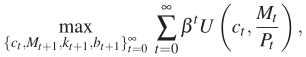 \max_{\{c_t, M_{t+1}, k_{t+1}, b_{t+1}\}_{t=0}^{\infty}} \sum_{t=0}^{\infty} \beta^t U \left( c_t, \frac{M_t}{P_t} \right),